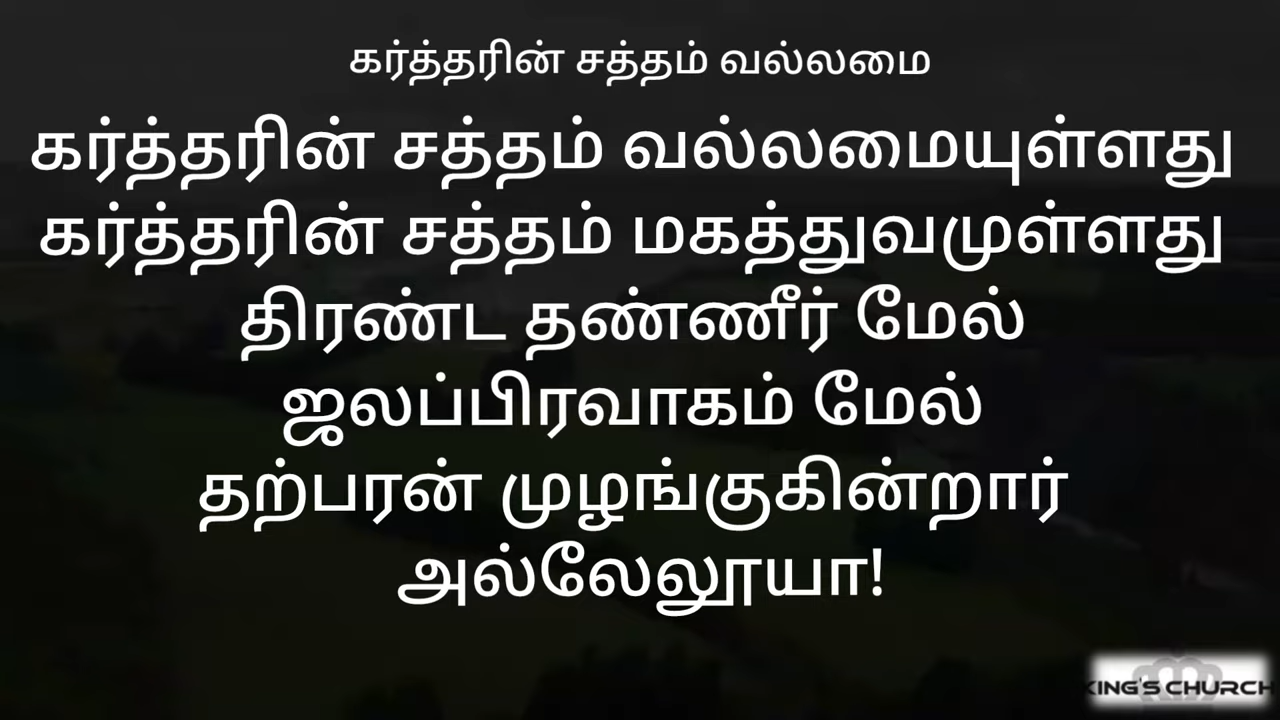 கர்த்தரின் சத்தம் வல்லமை
கர்த்தரின் சத்தம் வல்லமையுள்ளது
கர்த்தரின் சத்தம் மகத்துவமுள்ளது
திரண்ட தண்ணீர் மேல்
ஜலப்பிரவாகம் மேல்
தற்பரன் முழங்குகின்றார்
அல்லேலூயா!
KING'S CHURCH